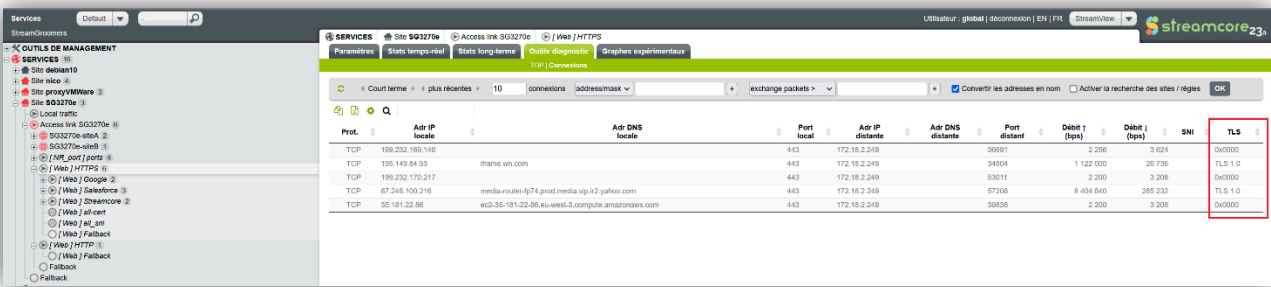 Services Default Utilisateur : global | déconnexion | EN | FR StreamView streamcore 23a
StreamGroomers
OUTILS DE MANAGEMENT
SERVICES 16
Site debian10
Site nico 4
Site proxyVMWare 3
Site SG3270e 3
Local traffic
Access link SG3270e 6
SG3270e-siteA 2
SG3270e-siteB 1
[ NR_port ] ports 4
[ Web ] HTTPS 6
[ Web ] Google 2
[ Web ] Salesforce 3
[ Web ] Streamcore 2
[ Web ] all-cert
[ Web ] all_sni
[ Web ] Fallback
[ Web ] HTTP 1
[ Web ] Fallback
Fallback
Fallback
SERVICES Site SG3270e Access link SG3270e [ Web ] HTTPS
Paramètres Stats temps-réel Stats long-terme Outils diagnostic Graphes expérimentaux
TOP | Connexions
Court terme plus récentes 10 connexions address/mask + exchange packets > + Convertir les adresses en nom Activer la recherche des sites / règles OK
Prot. Adr IP locale Adr DNS locale Port local Adr IP distante Adr DNS distante Port distant Débit ↑ (bps) Débit ↓ (bps) SNI TLS
TCP 199.232.169.140 443 172.18.2.249 36691 2 256 3 624 0x0000
TCP 195.149.84.53 iframe.wn.com 443 172.18.2.249 34904 1 122 000 26 736 TLS 1.0
TCP 199.232.170.217 443 172.18.2.249 53011 2 200 3 208 0x0000
TCP 87.248.100.216 media-router-fp74.prod.media.vip.ir2.yahoo.com 443 172.18.2.249 57208 8 404 640 265 232 TLS 1.0
TCP 35.181.22.86 ec2-35-181-22-86.eu-west-3.compute.amazonaws.com 443 172.18.2.249 39838 2 200 3 208 0x0000